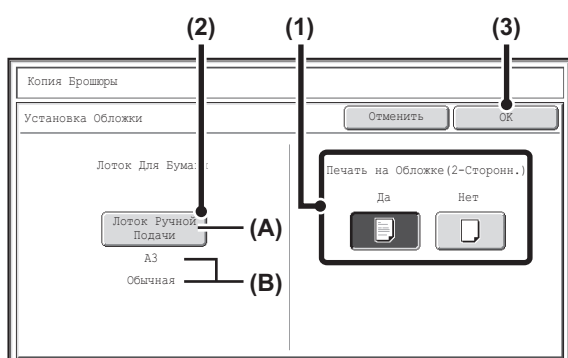 (2) (1) (3)
Копия Брошюры
Установка Обложки Отменить OK
Лоток Для Бумаги
Печать на Обложке(2-Сторонн.)
Да Нет
Лоток Ручной
Подачи
(A)
A3
Обычная
(B)